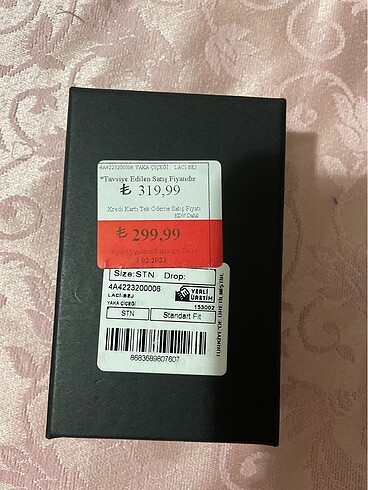 4A4223200006 YAKA ÇİÇEĞİ LACİ-BEJ
*Tavsiye Edilen Satış Fiyatıdır
₺ 319,99
Kredi Kartı Tek Ödeme Satış Fiyatı
KDV Dahil
₺ 299,99
Size: STN Drop:
4A4223200006
LACİ-BEJ
YAKA ÇİÇEĞİ
YERLİ
ÜRETİM
153002
STN
Standart Fit
8683689807607